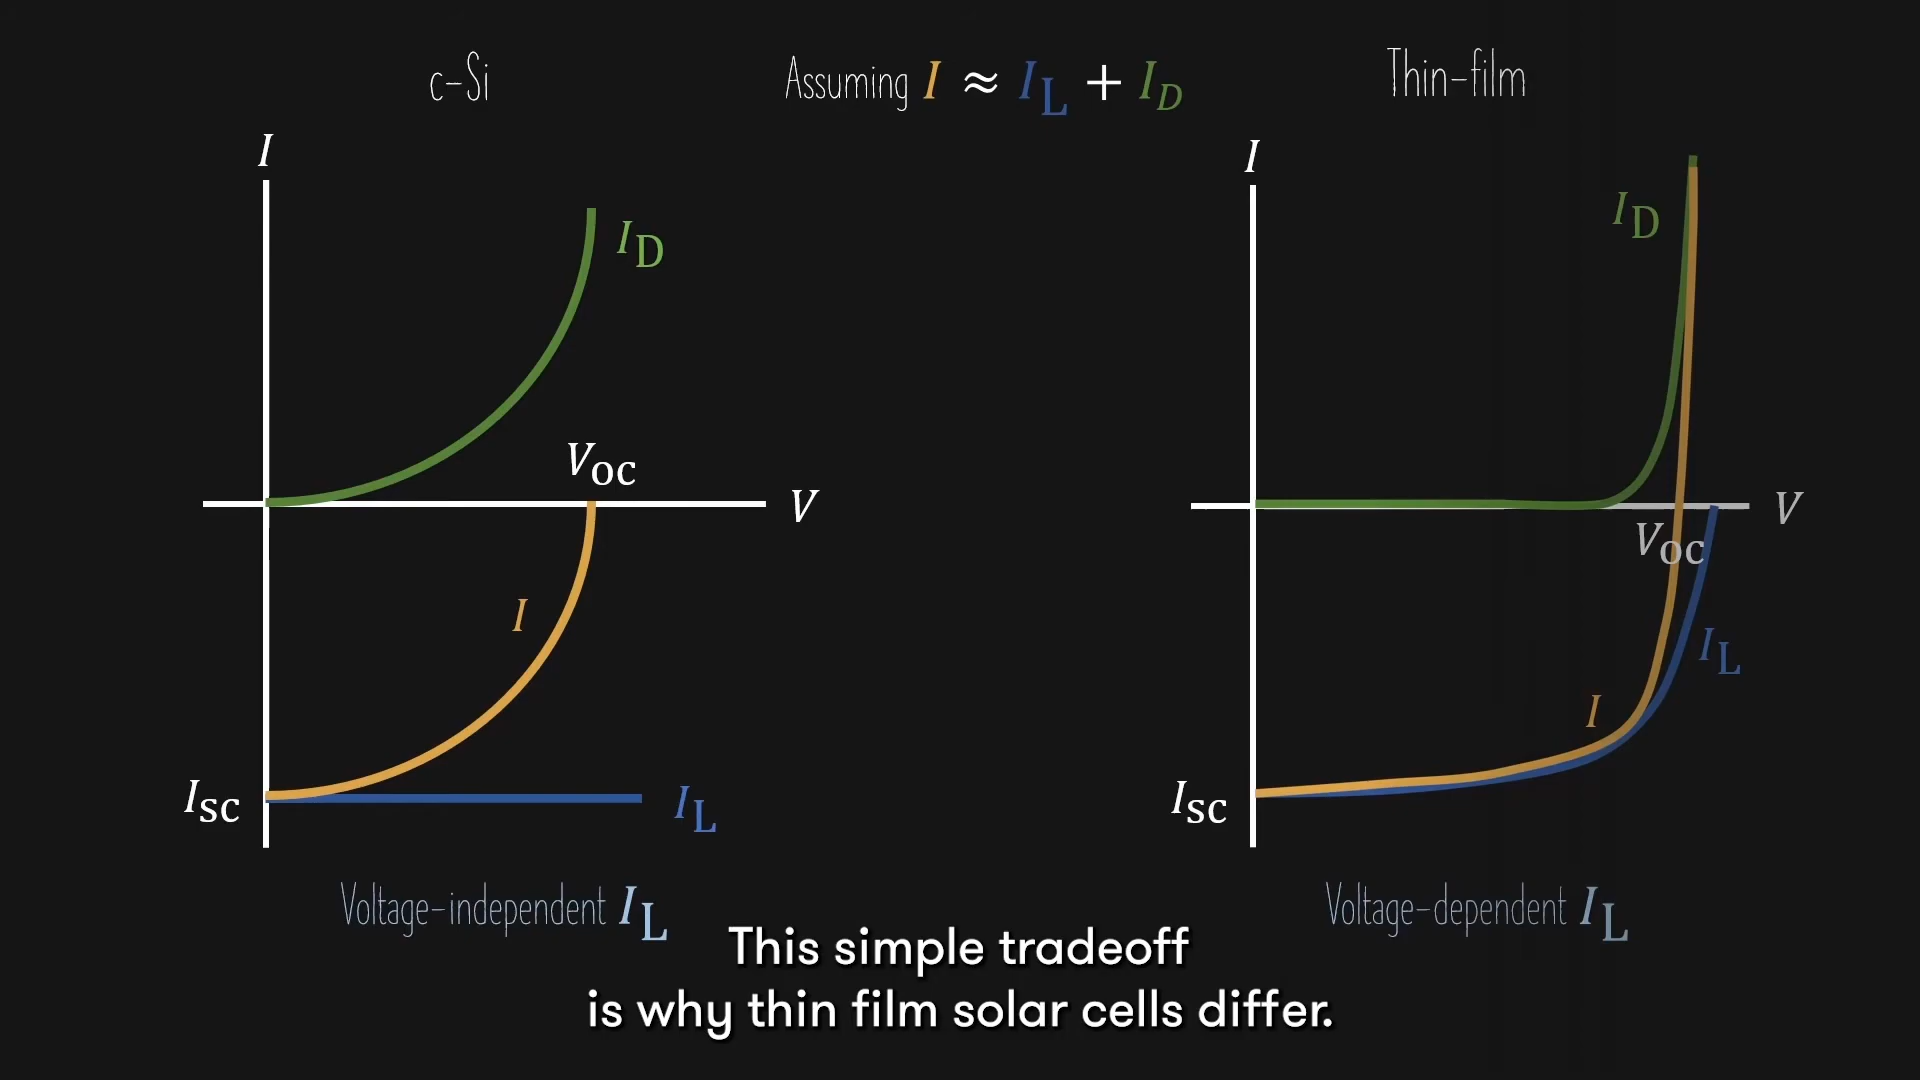 c-Si
Assuming I ≈ I_L + I_D
Thin-film
I
I_D
V_OC
V
I
I_SC
I_L
Voltage-independent I_L
I
I_D
V
V_OC
I_L
I
I_SC
Voltage-dependent I_L
This simple tradeoff
is why thin film solar cells differ.